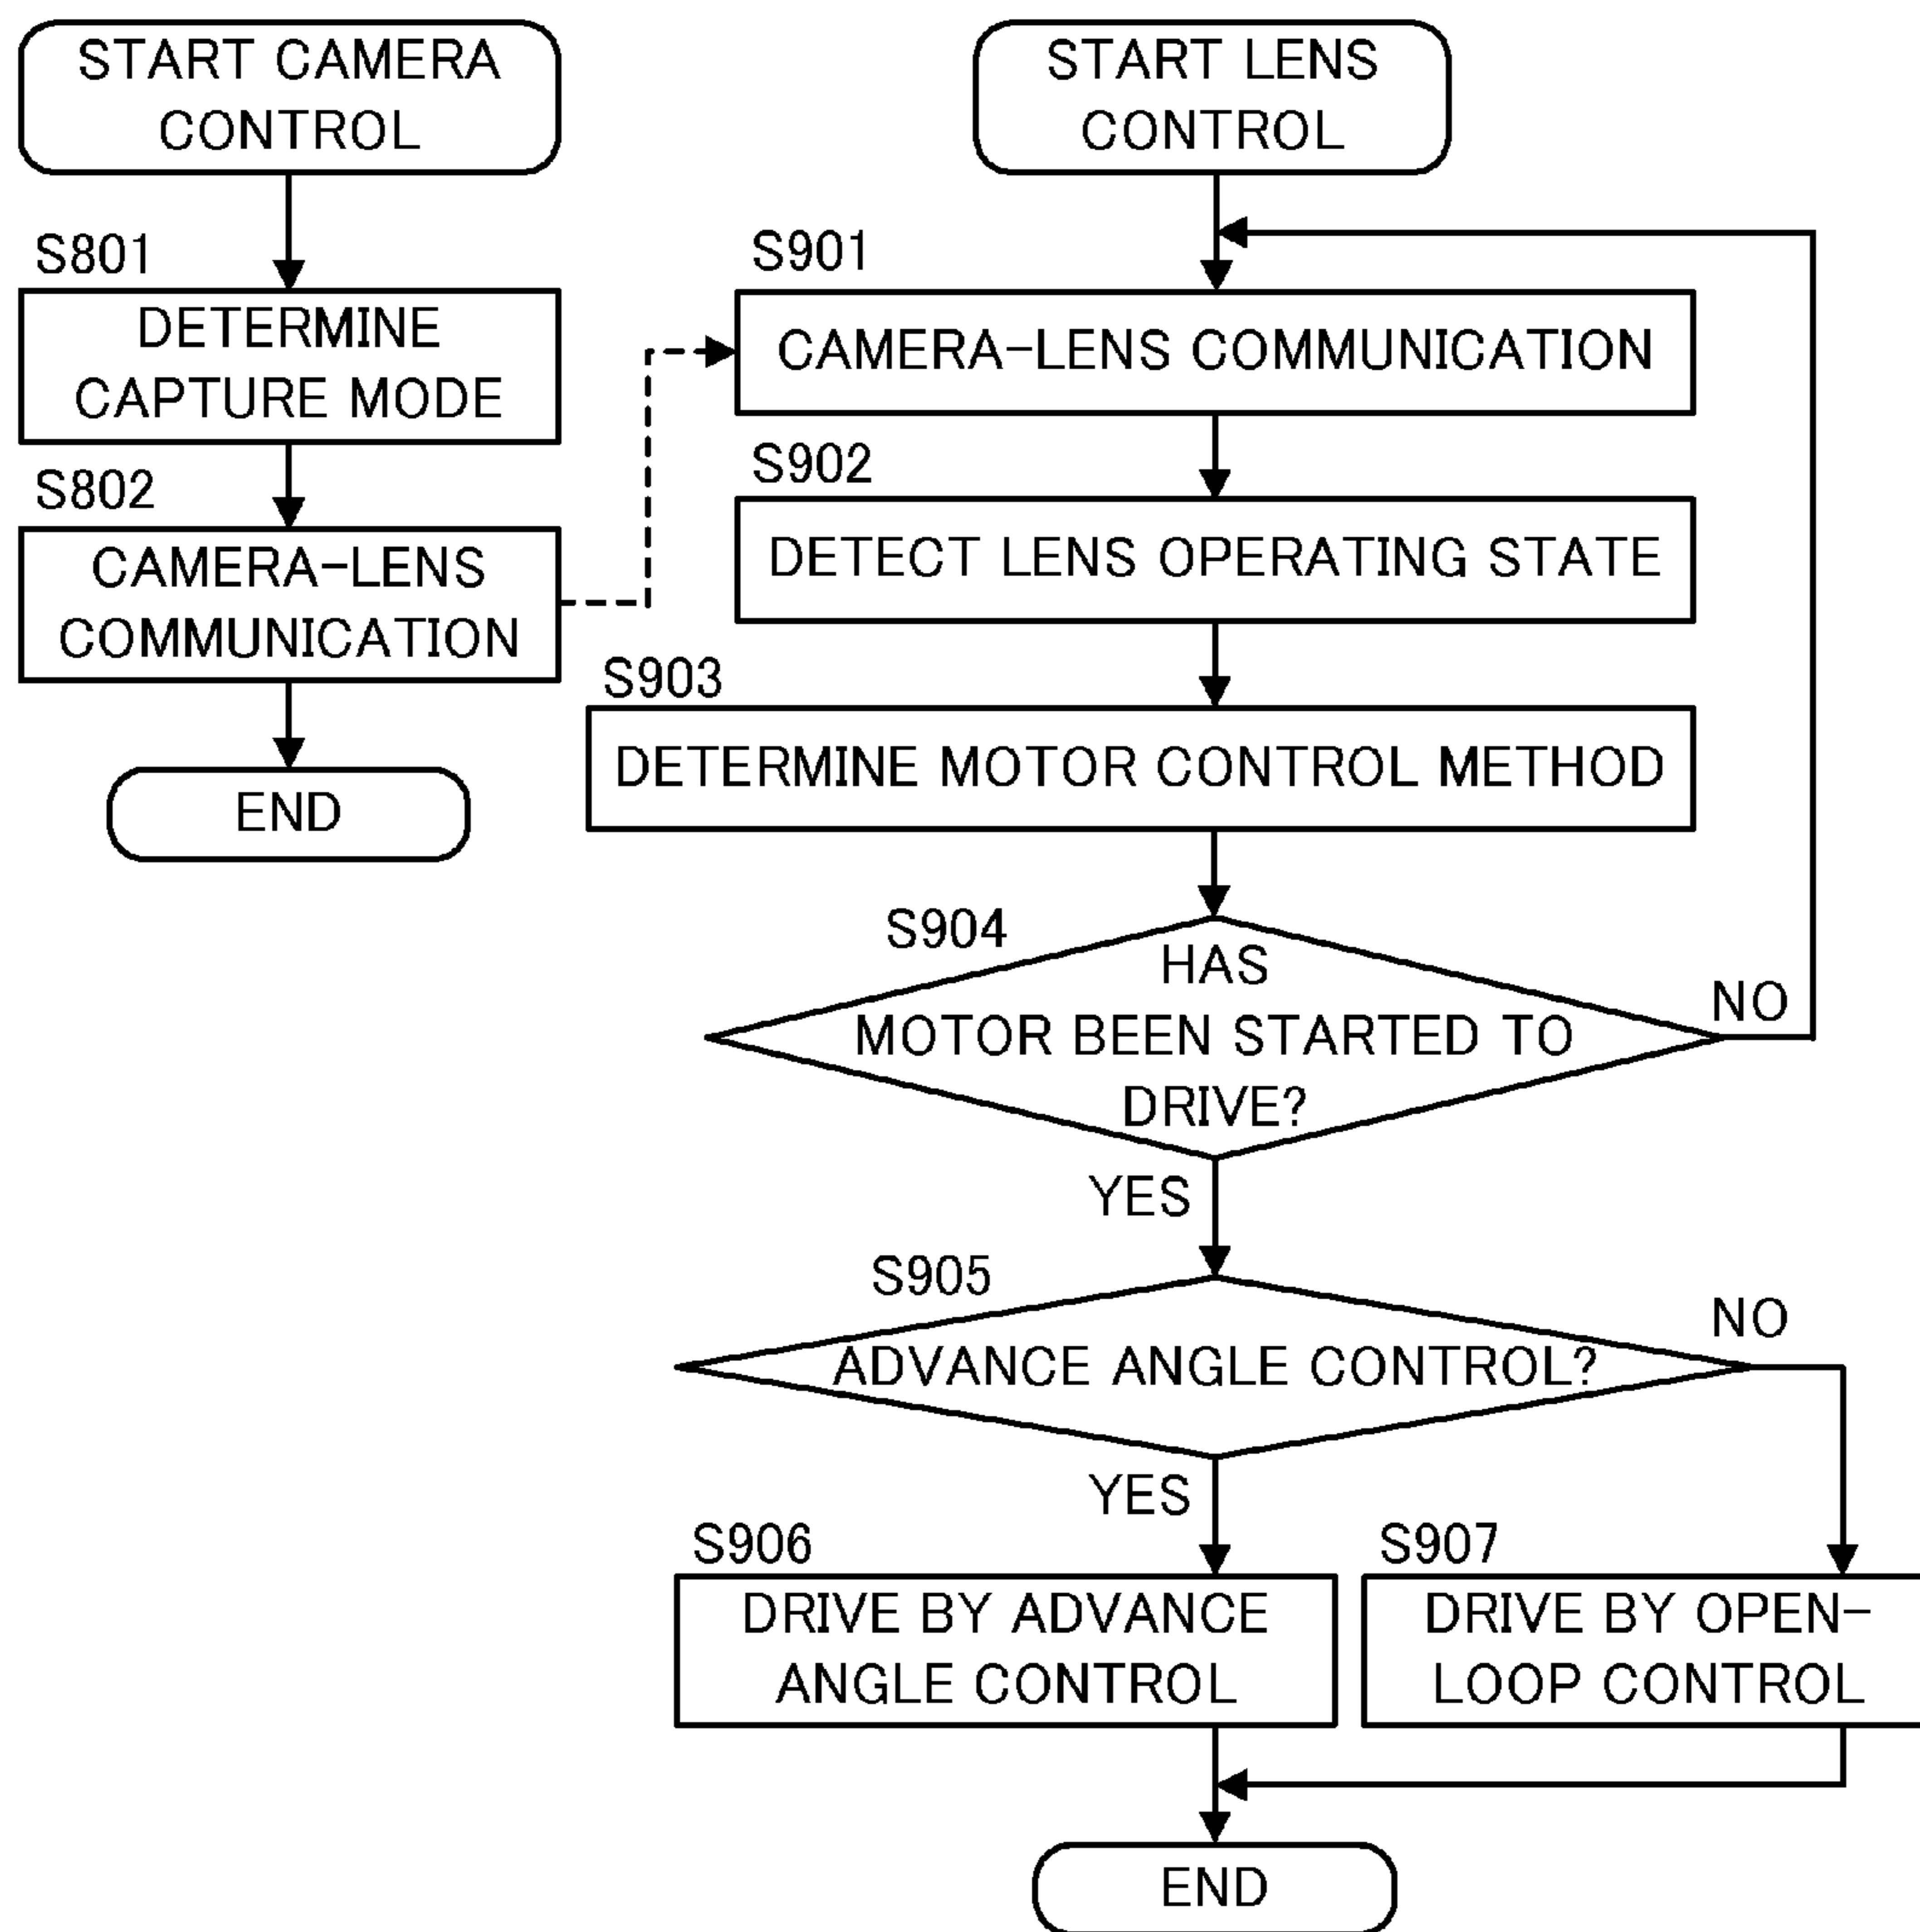 START CAMERA
CONTROL
S801
DETERMINE
CAPTURE MODE
S802
CAMERA-LENS
COMMUNICATION
END
START LENS
CONTROL
S901
CAMERA-LENS COMMUNICATION
S902
DETECT LENS OPERATING STATE
S903
DETERMINE MOTOR CONTROL METHOD
S904
HAS
MOTOR BEEN STARTED TO
DRIVE?
NO
YES
S905
ADVANCE ANGLE CONTROL?
NO
YES
S906
DRIVE BY ADVANCE
ANGLE CONTROL
S907
DRIVE BY OPEN-
LOOP CONTROL
END